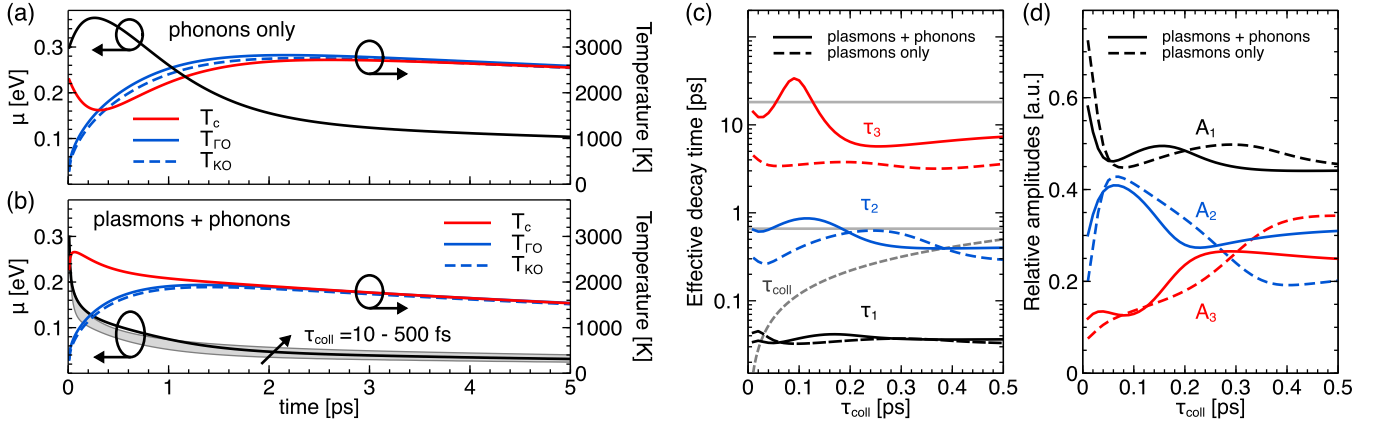 (a)
phonons only
μ [eV]
0.3
0.2
0.1
T_c
T_ΓO
T_KO
3000
2000
1000
0
Temperature [K]
(b)
plasmons + phonons
μ [eV]
0.3
0.2
0.1
T_c
T_ΓO
T_KO
τ_coll =10 - 500 fs
3000
2000
1000
0
Temperature [K]
0 1 2 3 4 5
time [ps]
(c)
plasmons + phonons
plasmons only
Effective decay time [ps]
10
1
0.1
τ_3
τ_2
τ_coll
τ_1
0 0.1 0.2 0.3 0.4 0.5
τ_coll [ps]
(d)
plasmons + phonons
plasmons only
Relative amplitudes [a.u.]
0.6
0.4
0.2
0
A_1
A_2
A_3
0 0.1 0.2 0.3 0.4 0.5
τ_coll [ps]